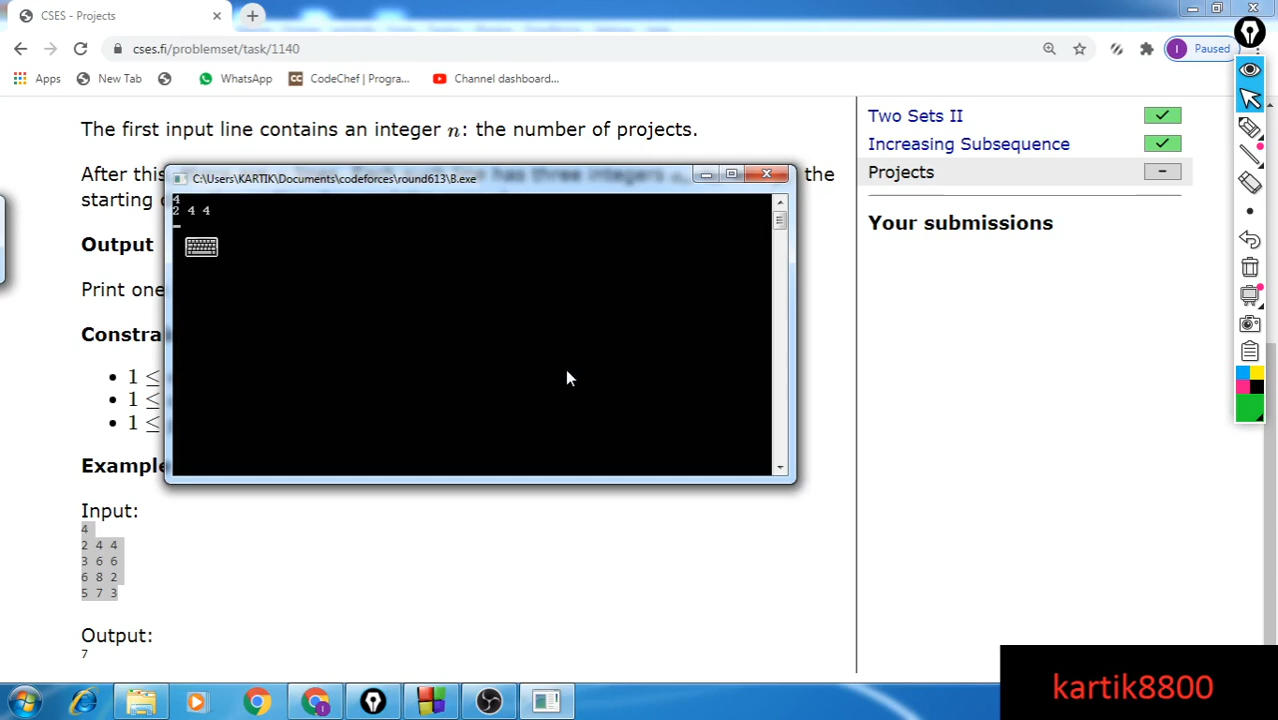 CSES - Projects
cses.fi/problemset/task/1140
Paused
Apps
New Tab
WhatsApp
CodeChef | Progra...
Channel dashboard...
The first input line contains an integer n: the number of projects.
After this
has three integers
the
starting
Output
Print one
Constra
1 ≤
1 ≤
1 ≤
Example
Input:
4
2 4 4
3 6 6
6 8 2
5 7 3
Output:
7
C:\Users\KARTIK\Documents\codeforces\round613\B.exe
4
2 4 4
Two Sets II
Increasing Subsequence
Projects
Your submissions
kartik8800